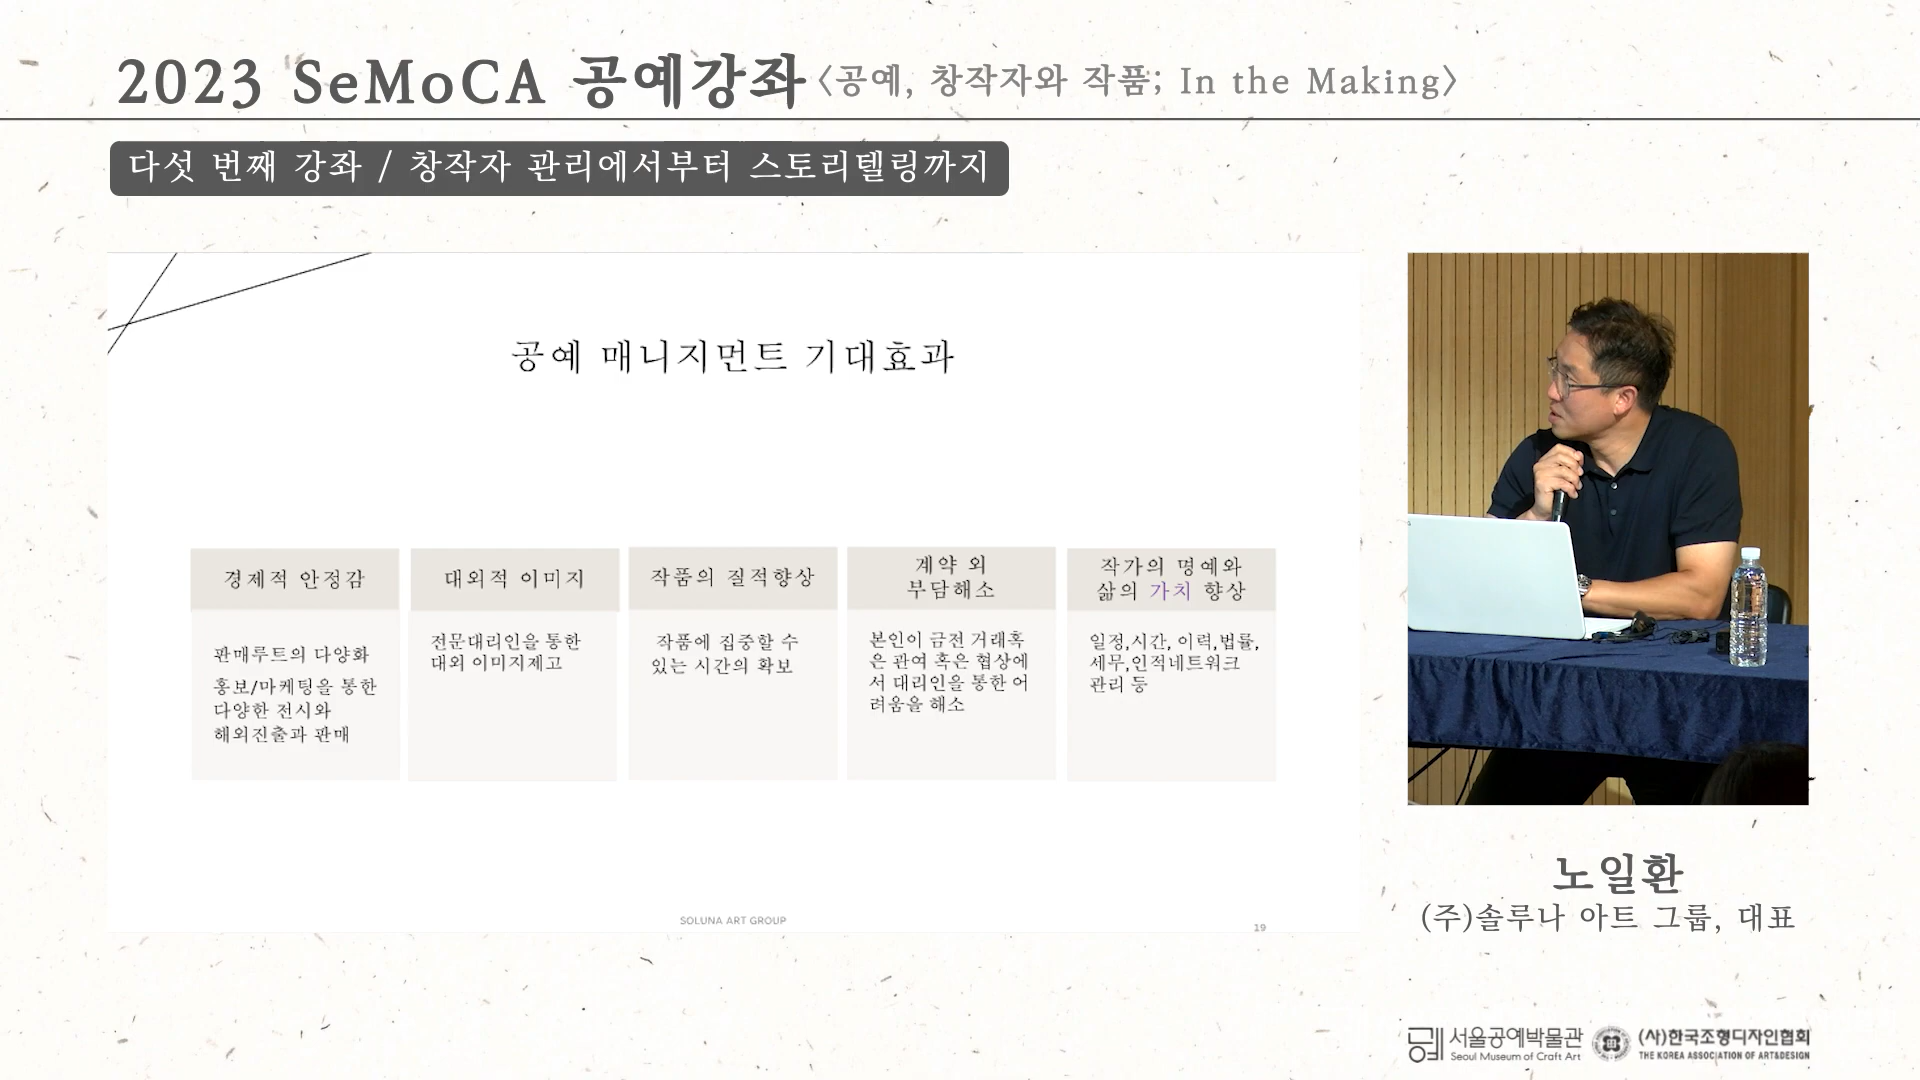 2023 SeMoCA 공예강좌 〈공예, 창작자와 작품; In the Making〉
다섯 번째 강좌 / 창작자 관리에서부터 스토리텔링까지
공예 매니지먼트 기대효과
경제적 안정감
판매루트의 다양화
홍보/마케팅을 통한
다양한 전시와
해외진출과 판매
대외적 이미지
전문대리인을 통한
대외 이미지제고
작품의 질적향상
작품에 집중할 수
있는 시간의 확보
계약 외
부담해소
본인이 금전 거래혹
은 관여 혹은 협상에
서 대리인을 통한 어
려움을 해소
작가의 명예와
삶의 가치 향상
일정,시간, 이력,법률,
세무,인적네트워크
관리 등
SOLUNA ART GROUP
19
노일환
(주)솔루나 아트 그룹, 대표
서울공예박물관
Seoul Museum of Craft Art
(사)한국조형디자인협회
THE KOREA ASSOCIATION OF ART&DESIGN